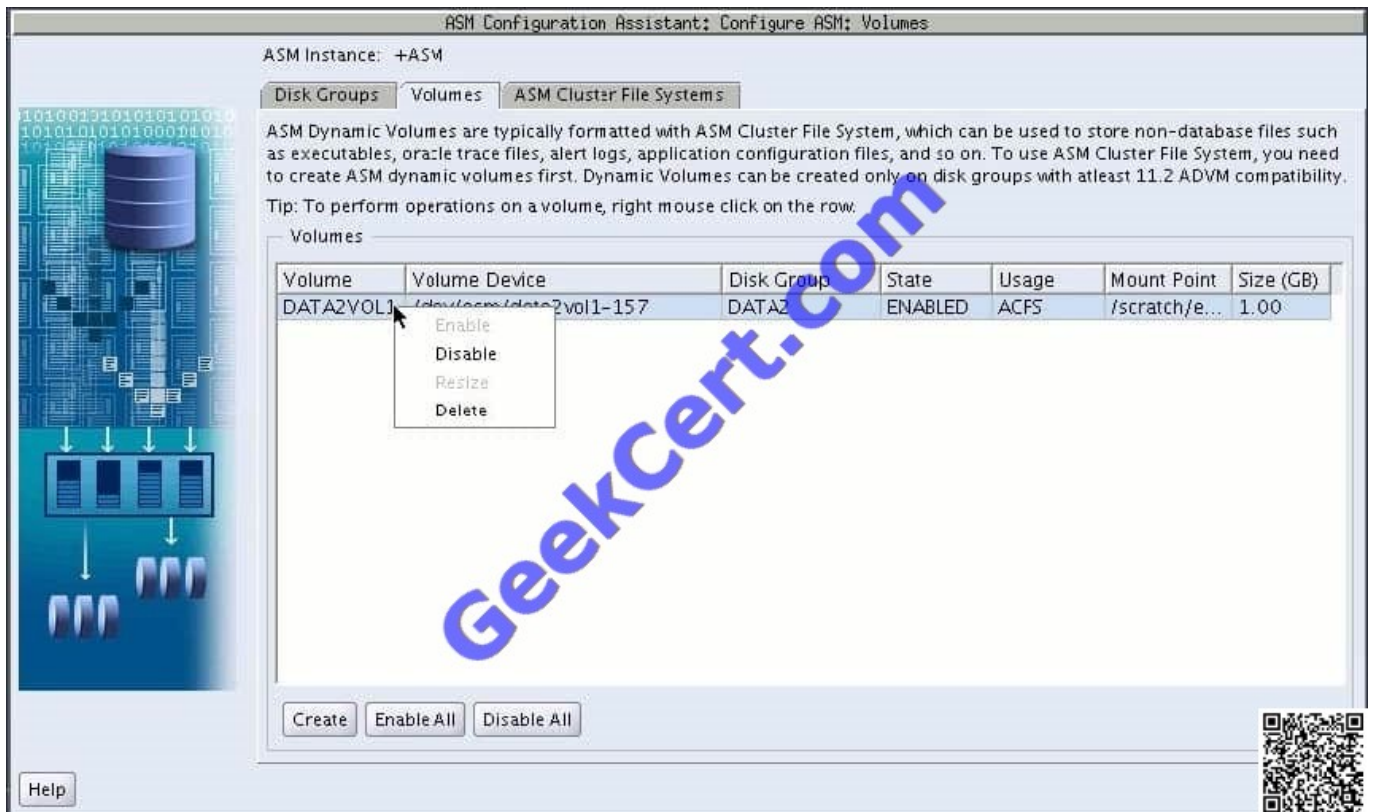 ASM Configuration Assistant: Configure ASM: Volumes
ASM Instance: +ASM
Disk Groups Volumes ASM Cluster File Systems
ASM Dynamic Volumes are typically formatted with ASM Cluster File System, which can be used to store non-database files such
as executables, oracle trace files, alert logs, application configuration files, and so on. To use ASM Cluster File System, you need
to create ASM dynamic volumes first. Dynamic Volumes can be created only on disk groups with atleast 11.2 ADVM compatibility.
Tip: To perform operations on a volume, right mouse click on the row.
Volumes
Volume Volume Device Disk Group State Usage Mount Point Size (GB)
DATA2VOL1 /dev/asm/data2vol1-157 DATA2 ENABLED ACFS /scratch/e... 1.00
Enable
Disable
Resize
Delete
GeekCert.com
Create Enable All Disable All
Help